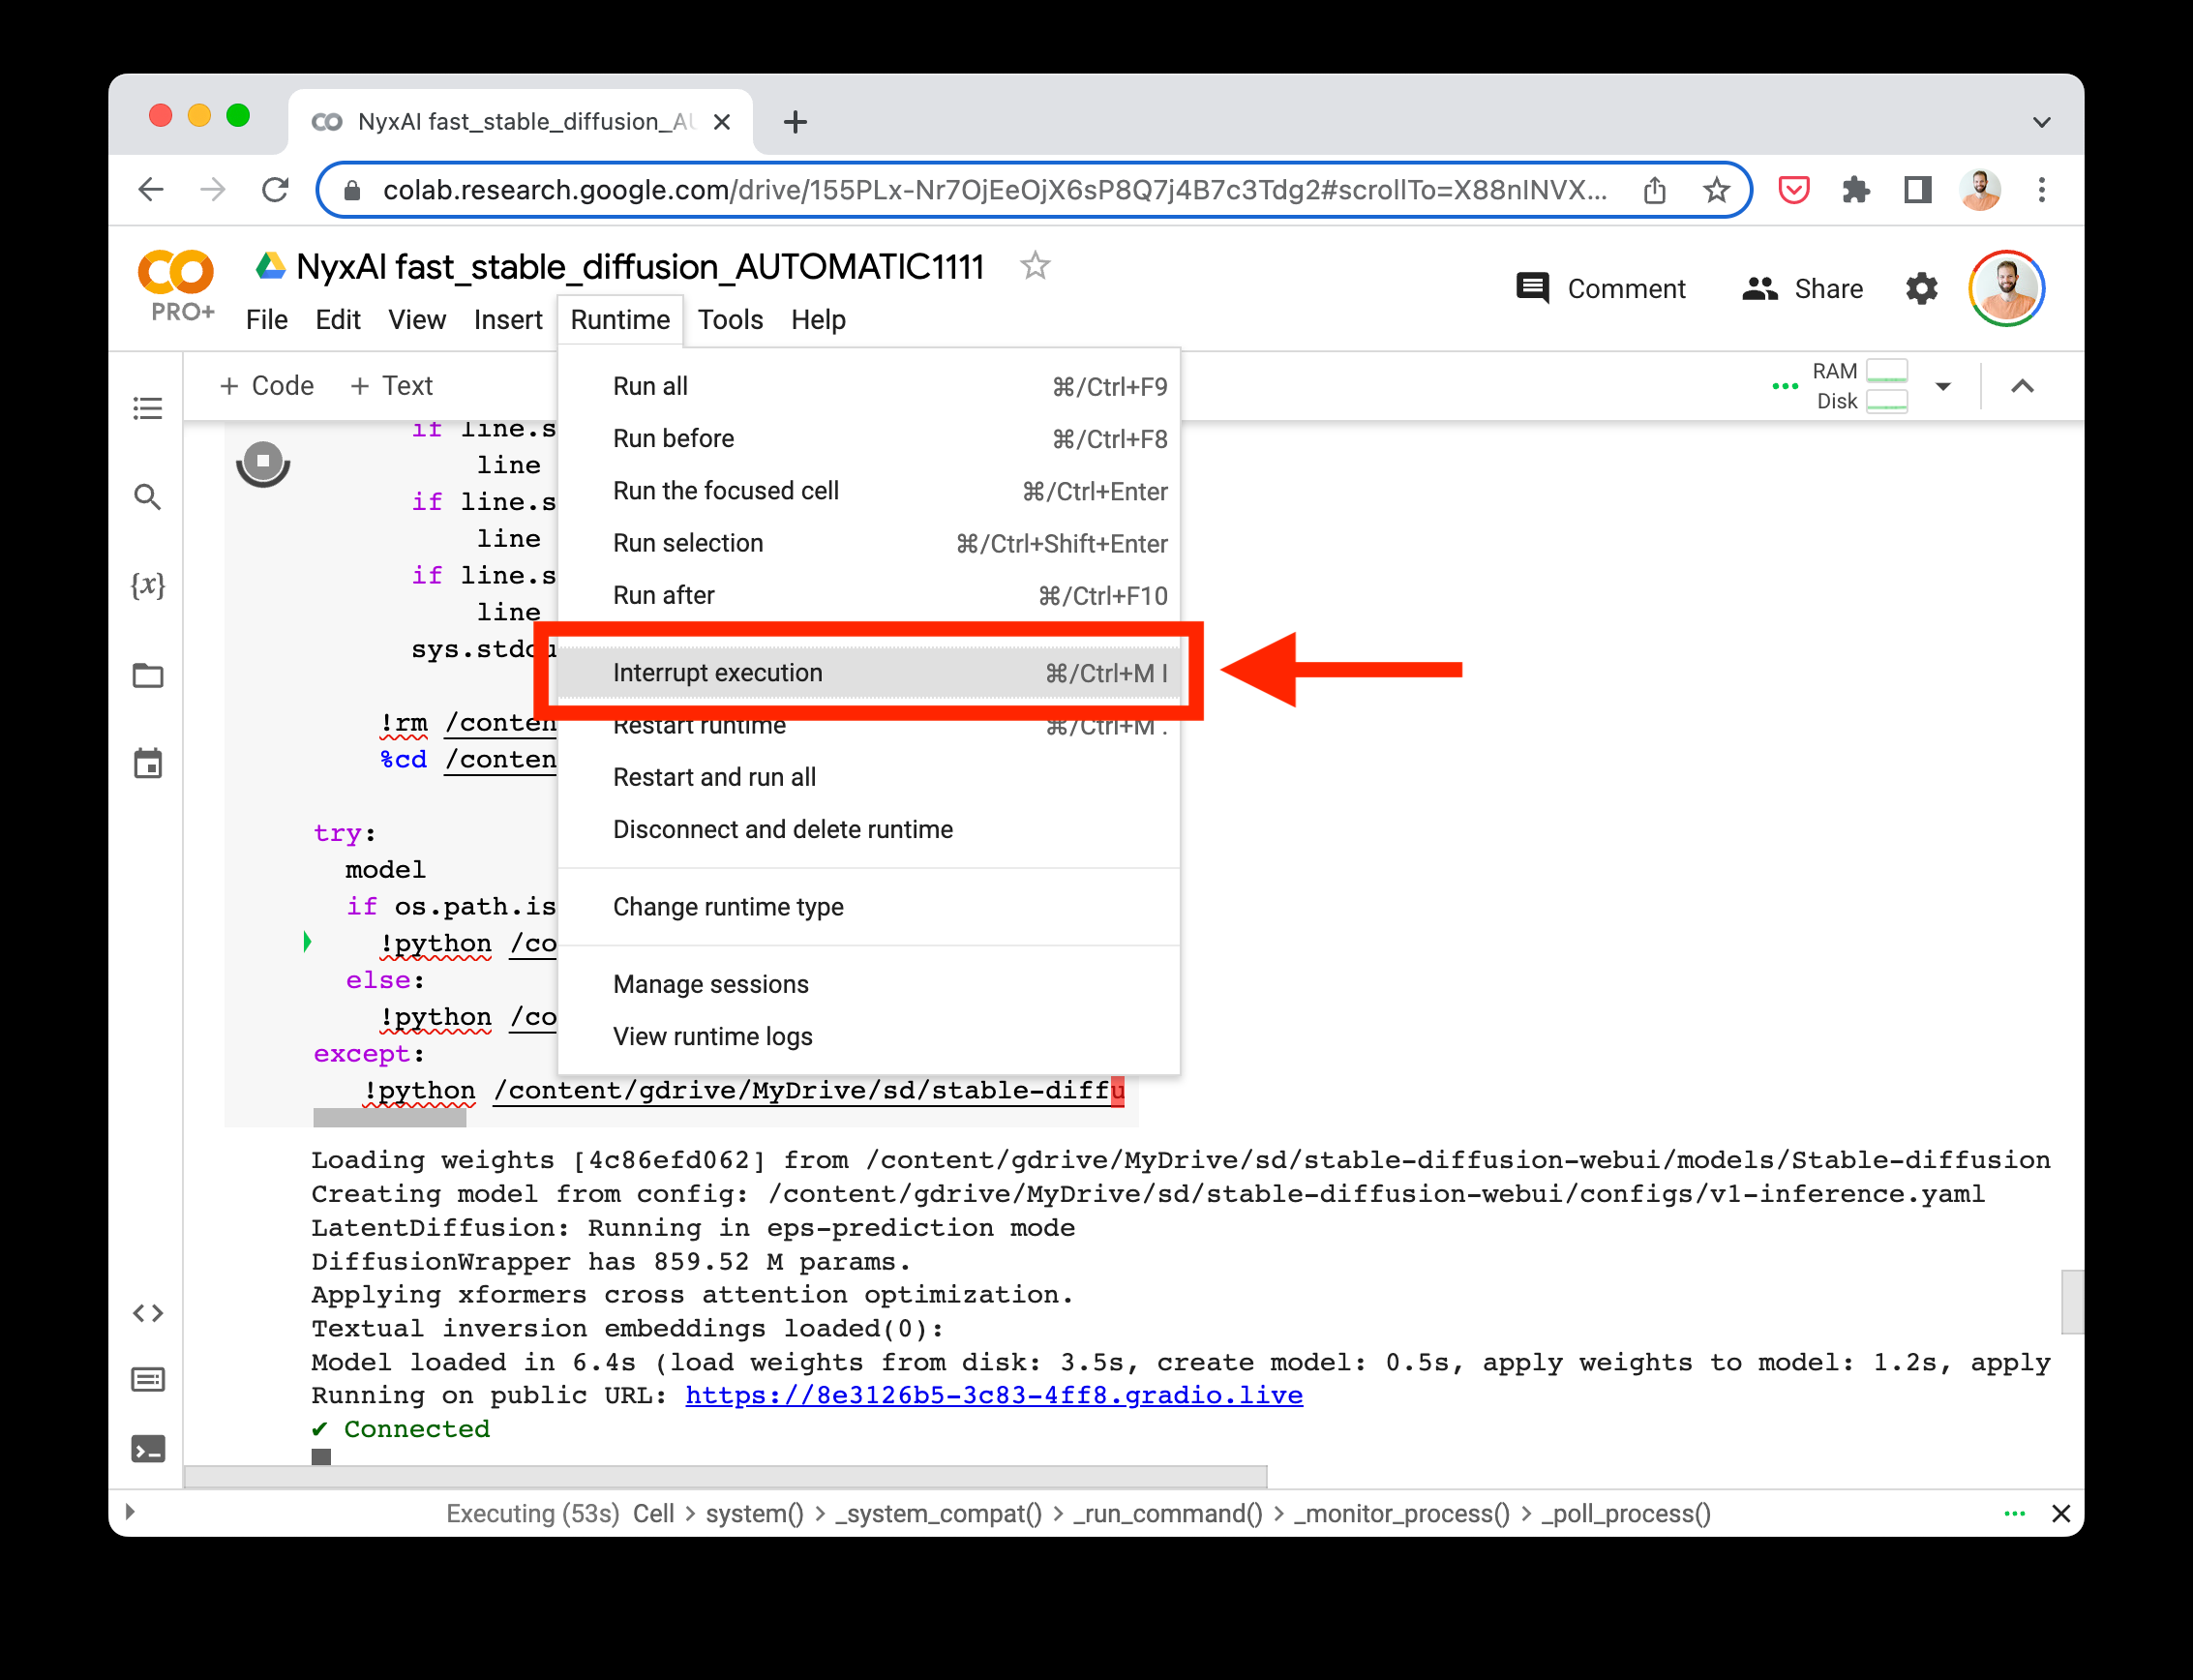 NyxAI fast_stable_diffusion_AU
colab.research.google.com/drive/155PLx-Nr7OjEeOjX6sP8Q7j4B7c3Tdg2#scrollTo=X88nINVX...
NyxAI fast_stable_diffusion_AUTOMATIC1111
PRO+
File Edit View Insert Runtime Tools Help
Comment
Share
+ Code + Text
RAM
Disk
Run all ⌘/Ctrl+F9
Run before ⌘/Ctrl+F8
Run the focused cell ⌘/Ctrl+Enter
Run selection ⌘/Ctrl+Shift+Enter
Run after ⌘/Ctrl+F10
Interrupt execution ⌘/Ctrl+M I
Restart runtime ⌘/Ctrl+M .
Restart and run all
Disconnect and delete runtime
Change runtime type
Manage sessions
View runtime logs
{x}
if line.s
line
if line.s
line
if line.s
line
sys.stdou
!rm /conten
%cd /conten
try:
model
if os.path.is
!python /co
else:
!python /co
except:
!python /content/gdrive/MyDrive/sd/stable-diffu
Loading weights [4c86efd062] from /content/gdrive/MyDrive/sd/stable-diffusion-webui/models/Stable-diffusion
Creating model from config: /content/gdrive/MyDrive/sd/stable-diffusion-webui/configs/v1-inference.yaml
LatentDiffusion: Running in eps-prediction mode
DiffusionWrapper has 859.52 M params.
Applying xformers cross attention optimization.
Textual inversion embeddings loaded(0):
Model loaded in 6.4s (load weights from disk: 3.5s, create model: 0.5s, apply weights to model: 1.2s, apply
Running on public URL: https://8e3126b5-3c83-4ff8.gradio.live
✔ Connected
Executing (53s) Cell > system() > _system_compat() > _run_command() > _monitor_process() > _poll_process()